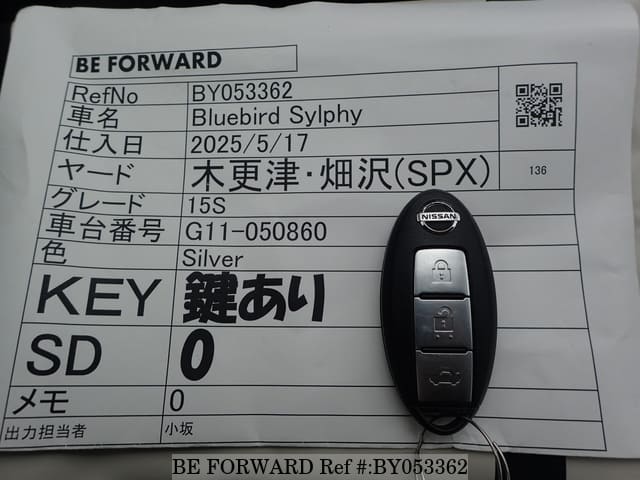 BE FORWARD
RefNo BY053362
車名 Bluebird Sylphy
仕入日 2025/5/17
ヤード 木更津・畑沢(SPX) 136
グレード 15S
車台番号 G11-050860
色 Silver
KEY 鍵あり
SD 0
メモ 0
出力担当者 小坂
NISSAN
BE FORWARD Ref #:BY053362